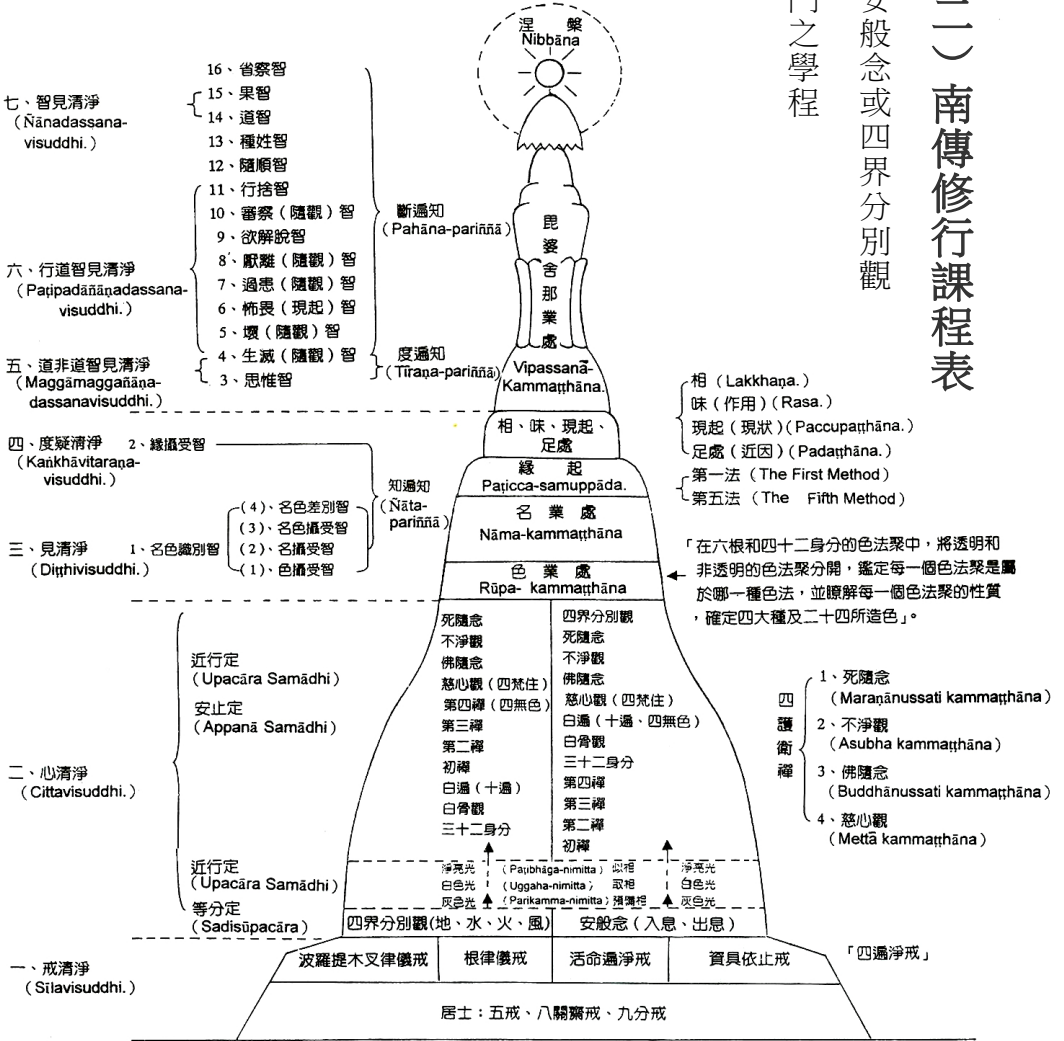 二）南傳修行課程表
安般念或四界分別觀
門之學程
涅槃
Nibbāna
毘婆舍那業處
Vipassanā-
Kammaṭṭhāna.
相、味、現起、
足處
緣起
Paṭicca-samuppāda.
名業處
Nāma-kammaṭṭhāna
色業處
Rūpa- kammaṭṭhāna
死隨念
不淨觀
佛隨念
慈心觀（四梵住）
第四禪（四無色）
第三禪
第二禪
初禪
白遍（十遍）
白骨觀
三十二身分
四界分別觀
死隨念
不淨觀
佛隨念
慈心觀（四梵住）
白遍（十遍、四無色）
白骨觀
三十二身分
第四禪
第三禪
第二禪
初禪
淨亮光 （Paṭibhāga-nimitta）似相 淨亮光
白色光 （Uggaha-nimitta）取相 白色光
灰色光 （Parikamma-nimitta）預備相 灰色光
四界分別觀(地、水、火、風) 安般念（入息、出息）
波羅提木叉律儀戒 根律儀戒 活命遍淨戒 資具依止戒
居士：五戒、八關齋戒、九分戒
七、智見清淨
（Ñānadassana-
visuddhi.）
六、行道智見清淨
（Paṭipadāñāṇadassana-
visuddhi.）
五、道非道智見清淨
（Maggāmaggañāṇa-
dassanavisuddhi.）
四、度疑清淨
（Kaṅkhāvitaraṇa-
visuddhi.）
三、見清淨
（Diṭṭhivisuddhi.）
二、心清淨
（Cittavisuddhi.）
一、戒清淨
（Sīlavisuddhi.）
16、省察智
15、果智
14、道智
13、種姓智
12、隨順智
11、行捨智
10、審察（隨觀）智
9、欲解脫智
8、厭離（隨觀）智
7、過患（隨觀）智
6、怖畏（現起）智
5、壞（隨觀）智
4、生滅（隨觀）智
3、思惟智
2、緣攝受智
1、名色識別智
（4）、名色差別智
（3）、名色攝受智
（2）、名攝受智
（1）、色攝受智
斷遍知
（Pahāna-pariññā）
度遍知
（Tīraṇa-pariññā）
知遍知
（Ñāta-
pariññā）
近行定
（Upacāra Samādhi）
安止定
（Appanā Samādhi）
近行定
（Upacāra Samādhi）
等分定
（Sadisūpacāra）
相（Lakkhaṇa.）
味（作用）（Rasa.）
現起（現狀）（Paccupaṭṭhāna.）
足處（近因）（Padaṭṭhāna.）
第一法（The First Method）
第五法（The Fifth Method）
「在六根和四十二身分的色法聚中，將透明和
非透明的色法聚分開，鑑定每一個色法聚是屬
於哪一種色法，並瞭解每一個色法聚的性質
，確定四大種及二十四所造色」。
四護衛禪
1、死隨念
（Maraṇānussati kammaṭṭhāna）
2、不淨觀
（Asubha kammaṭṭhāna）
3、佛隨念
（Buddhānussati kammaṭṭhāna）
4、慈心觀
（Mettā kammaṭṭhāna）
「四遍淨戒」